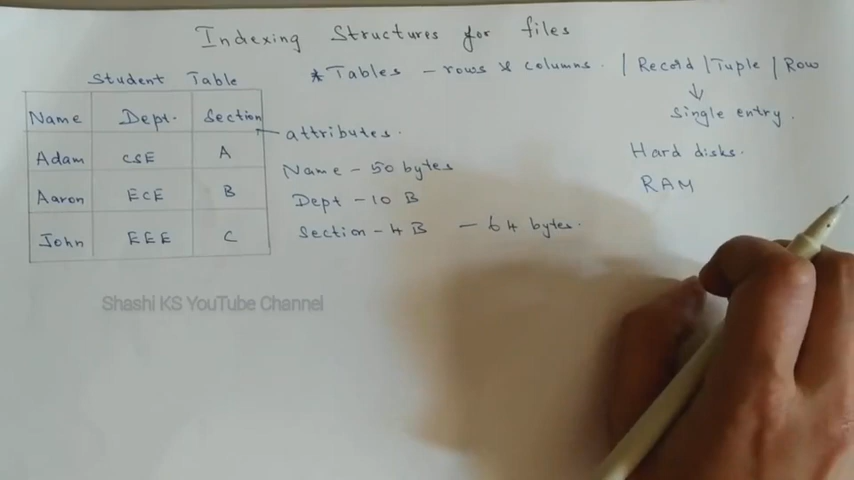 Indexing Structures for files
Student Table
Name Dept. Section
Adam CSE A
Aaron ECE B
John EEE C
*Tables - rows & columns. | Record | Tuple | Row
single entry.
attributes.
Name - 50 bytes
Dept - 10 B
Section - 4 B - 64 bytes.
Hard disks.
RAM
Shashi KS YouTube Channel